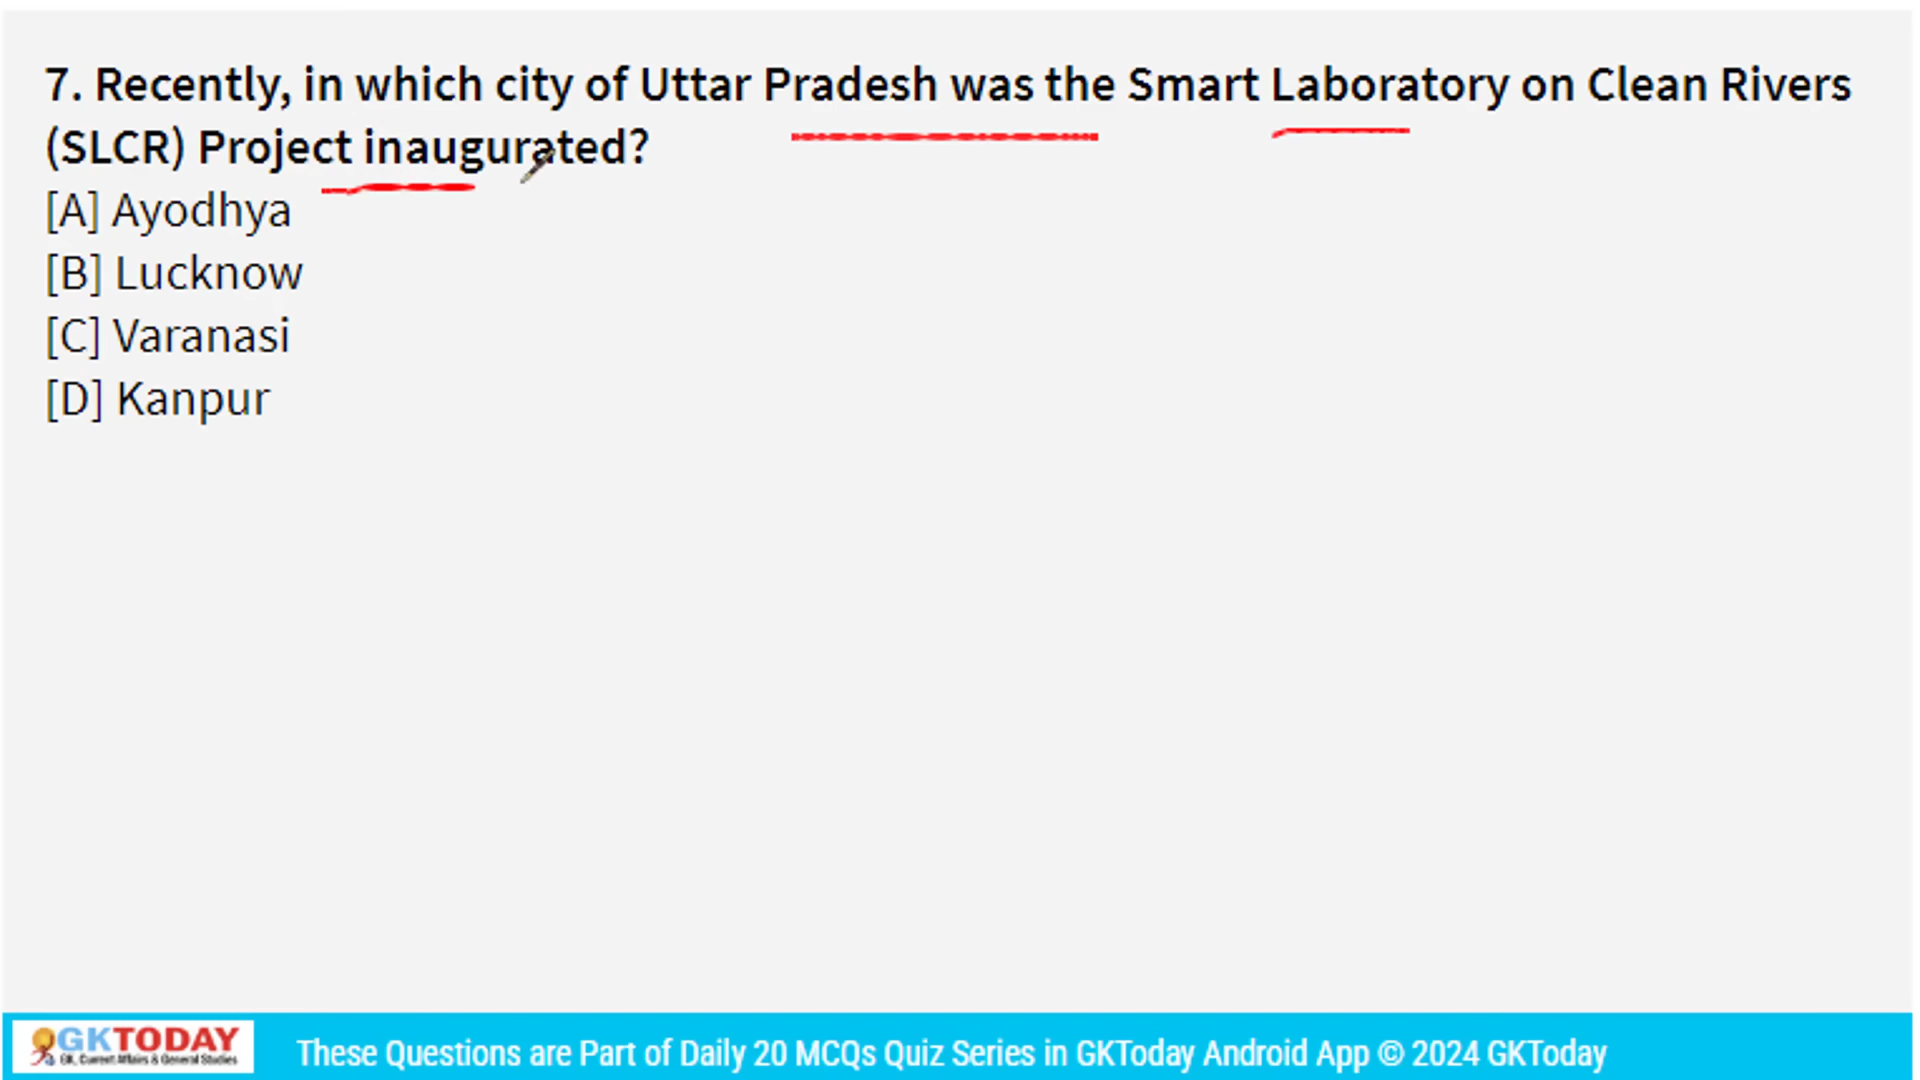 7. Recently, in which city of Uttar Pradesh was the Smart Laboratory on Clean Rivers
(SLCR) Project inaugurated?
[A] Ayodhya
[B] Lucknow
[C] Varanasi
[D] Kanpur
GKTODAY
GK, Current Affairs & General Studies
These Questions are Part of Daily 20 MCQs Quiz Series in GKToday Android App © 2024 GKToday